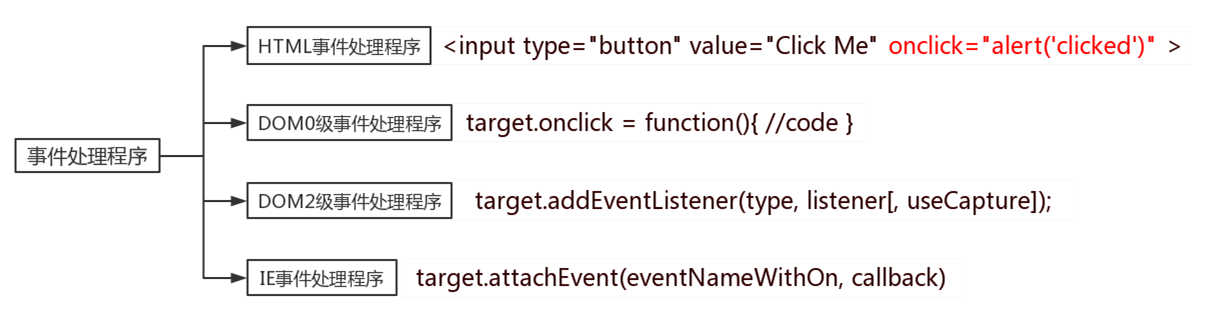 HTML事件处理程序 <input type="button" value="Click Me" onclick="alert('clicked')" >
DOM0级事件处理程序 target.onclick = function(){ //code }
事件处理程序
DOM2级事件处理程序 target.addEventListener(type, listener[, useCapture]);
IE事件处理程序 target.attachEvent(eventNameWithOn, callback)